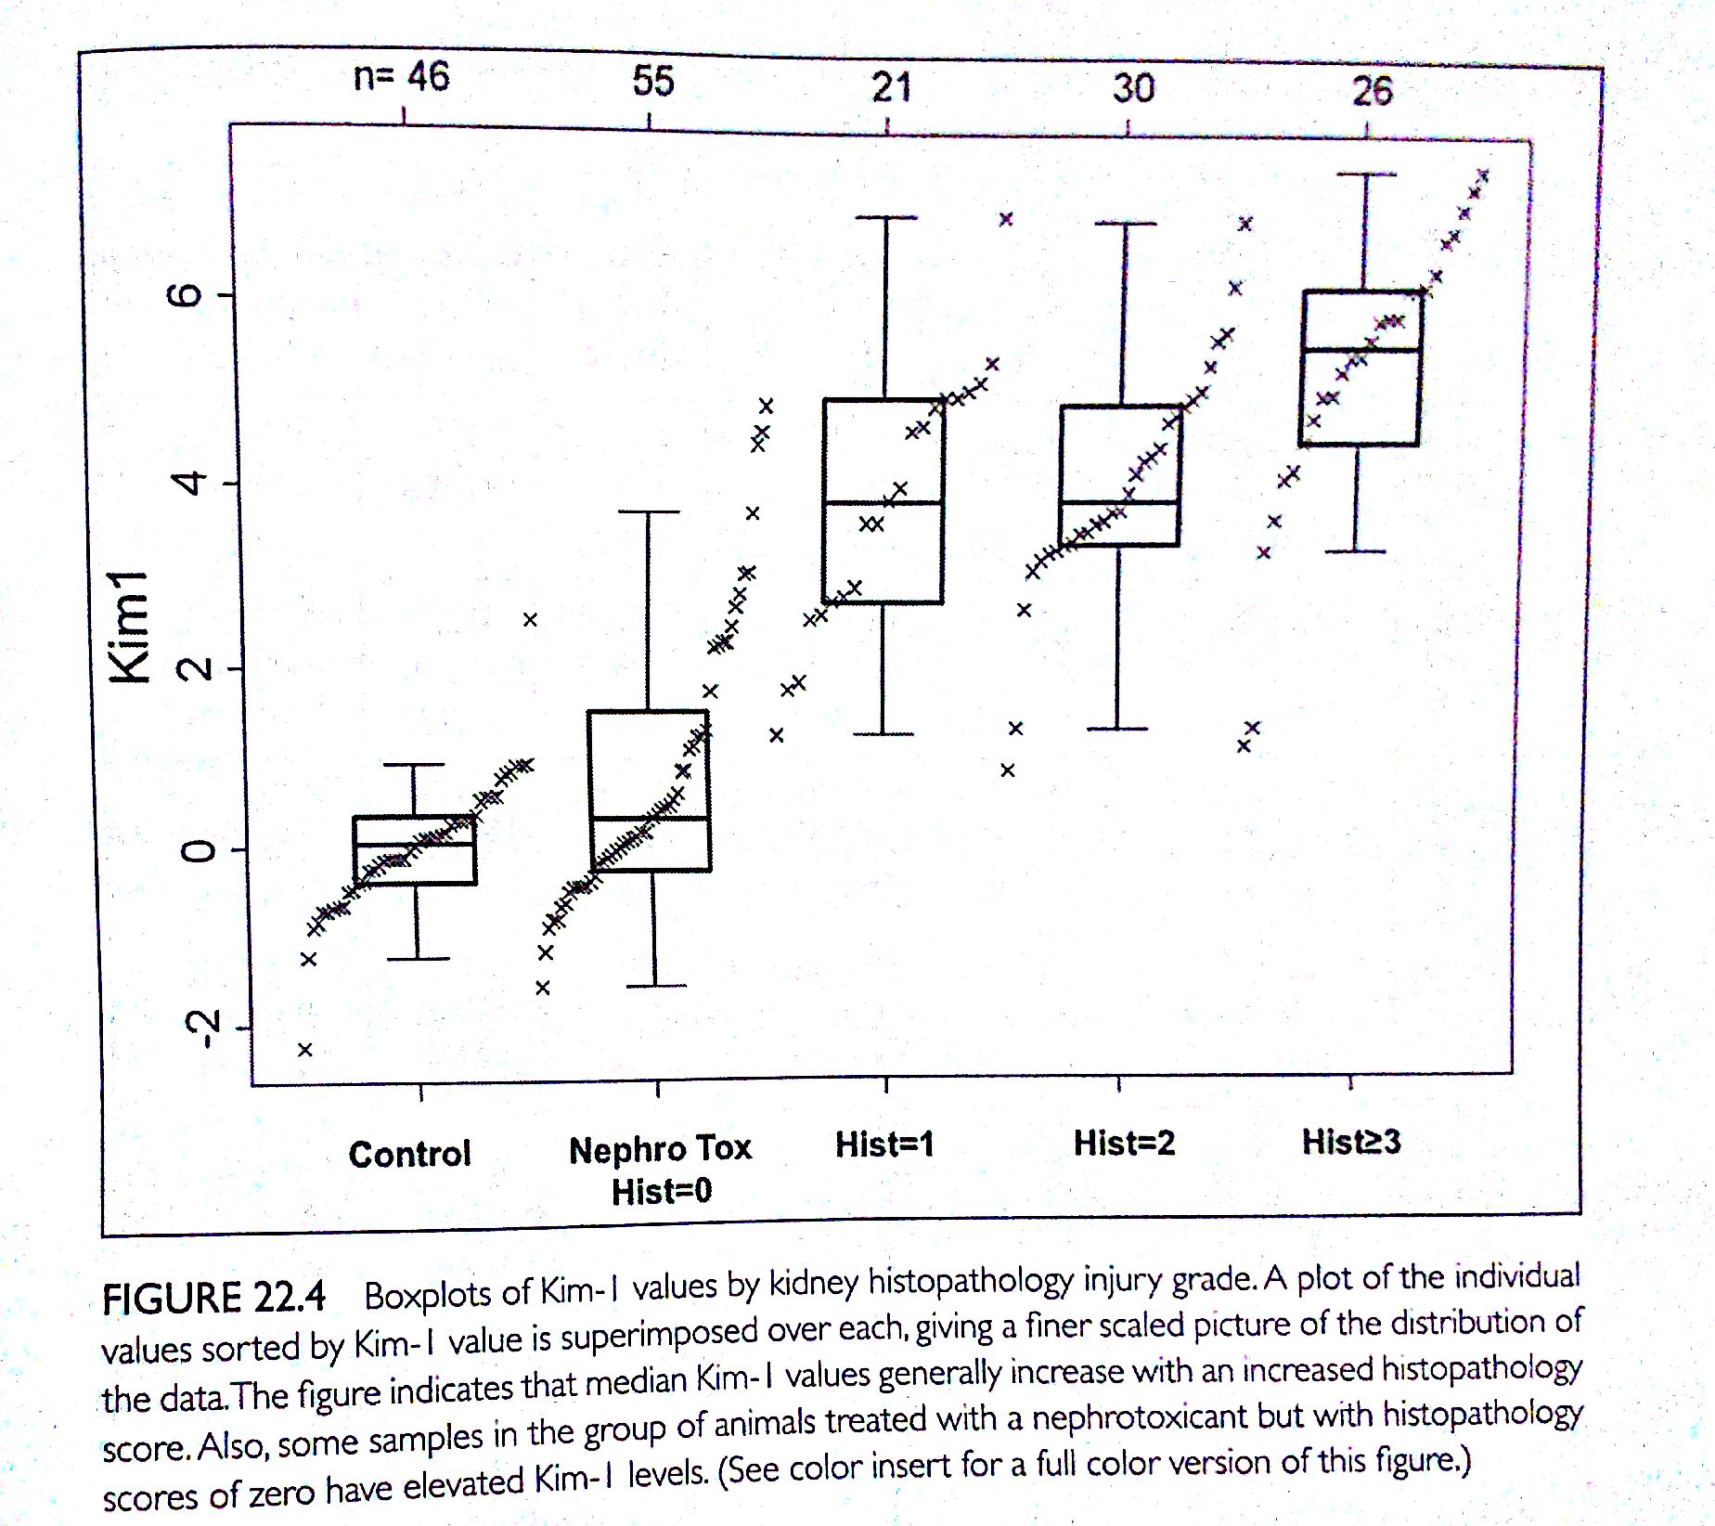 n= 46 55 21 30 26
6
4
2
0
-2
Kim1
Control Nephro Tox Hist=1 Hist=2 Hist≥3
Hist=0
FIGURE 22.4 Boxplots of Kim-1 values by kidney histopathology injury grade. A plot of the individual
values sorted by Kim-1 value is superimposed over each, giving a finer scaled picture of the distribution of
the data. The figure indicates that median Kim-1 values generally increase with an increased histopathology
score. Also, some samples in the group of animals treated with a nephrotoxicant but with histopathology
scores of zero have elevated Kim-1 levels. (See color insert for a full color version of this figure.)